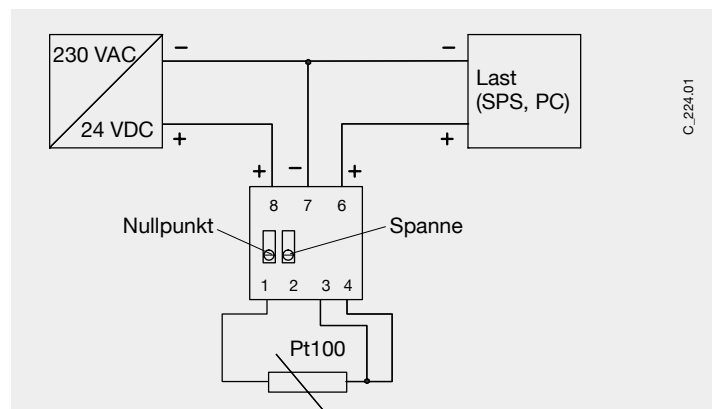 230 VAC
24 VDC
–
+
–
+
Last
(SPS, PC)
C_224.01
+
–
+
8 7 6
Nullpunkt
Spanne
1 2 3 4
Pt100